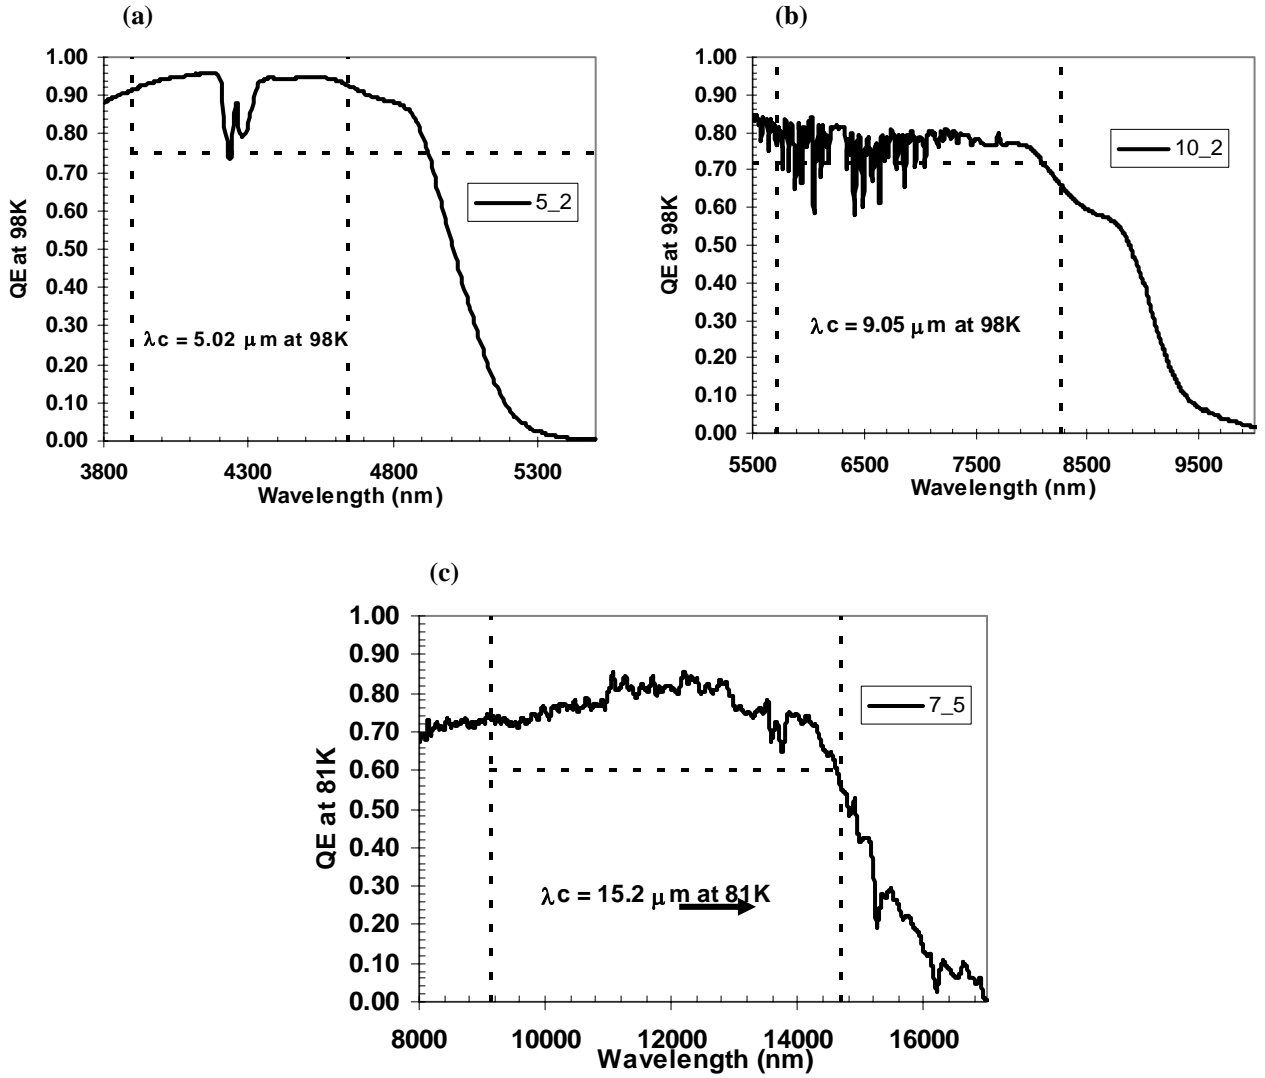 (a)
1.00
0.90
0.80
0.70
0.60
0.50
0.40
0.30
0.20
0.10
0.00
QE at 98K
5_2
λc = 5.02 μm at 98K
3800 4300 4800 5300
Wavelength (nm)
(b)
1.00
0.90
0.80
0.70
0.60
0.50
0.40
0.30
0.20
0.10
0.00
QE at 98K
10_2
λc = 9.05 μm at 98K
5500 6500 7500 8500 9500
Wavelength (nm)
(c)
1.00
0.90
0.80
0.70
0.60
0.50
0.40
0.30
0.20
0.10
0.00
QE at 81K
7_5
λc = 15.2 μm at 81K
8000 10000 12000 14000 16000
Wavelength (nm)